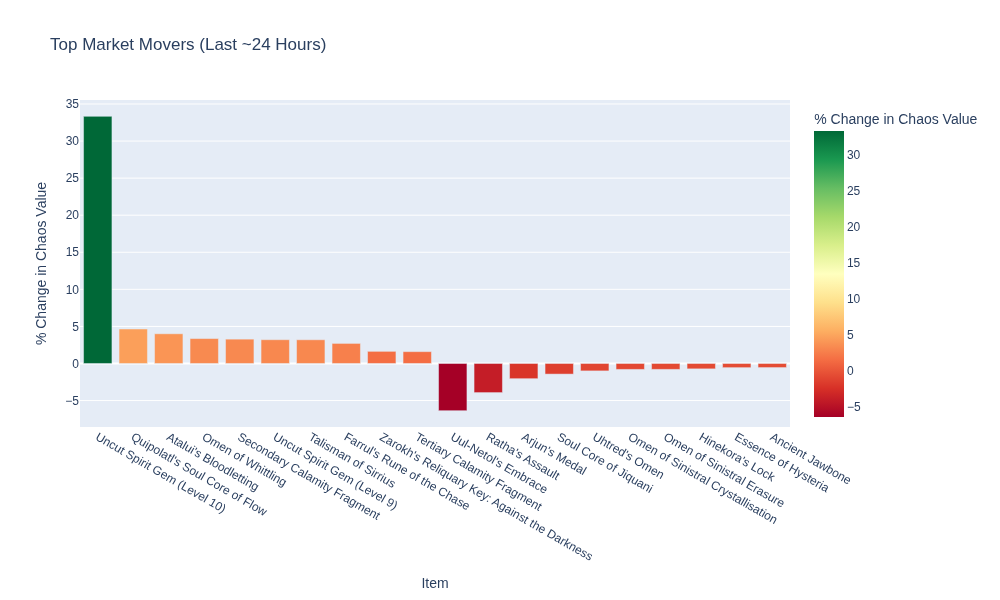 Top Market Movers (Last ~24 Hours)
% Change in Chaos Value
35
30
25
20
15
10
5
0
−5
% Change in Chaos Value
30
25
20
15
10
5
0
−5
Uncut Spirit Gem (Level 10)
Quipolatl's Soul Core of Flow
Atalui's Bloodletting
Omen of Whittling
Secondary Calamity Fragment
Uncut Spirit Gem (Level 9)
Talisman of Sirrius
Farrul's Rune of the Chase
Zarokh's Reliquary Key: Against the Darkness
Tertiary Calamity Fragment
Uul-Netol's Embrace
Ratha's Assault
Arjun's Medal
Soul Core of Jiquani
Uhtred's Omen
Omen of Sinistral Crystallisation
Omen of Sinistral Erasure
Hinekora's Lock
Essence of Hysteria
Ancient Jawbone
Item